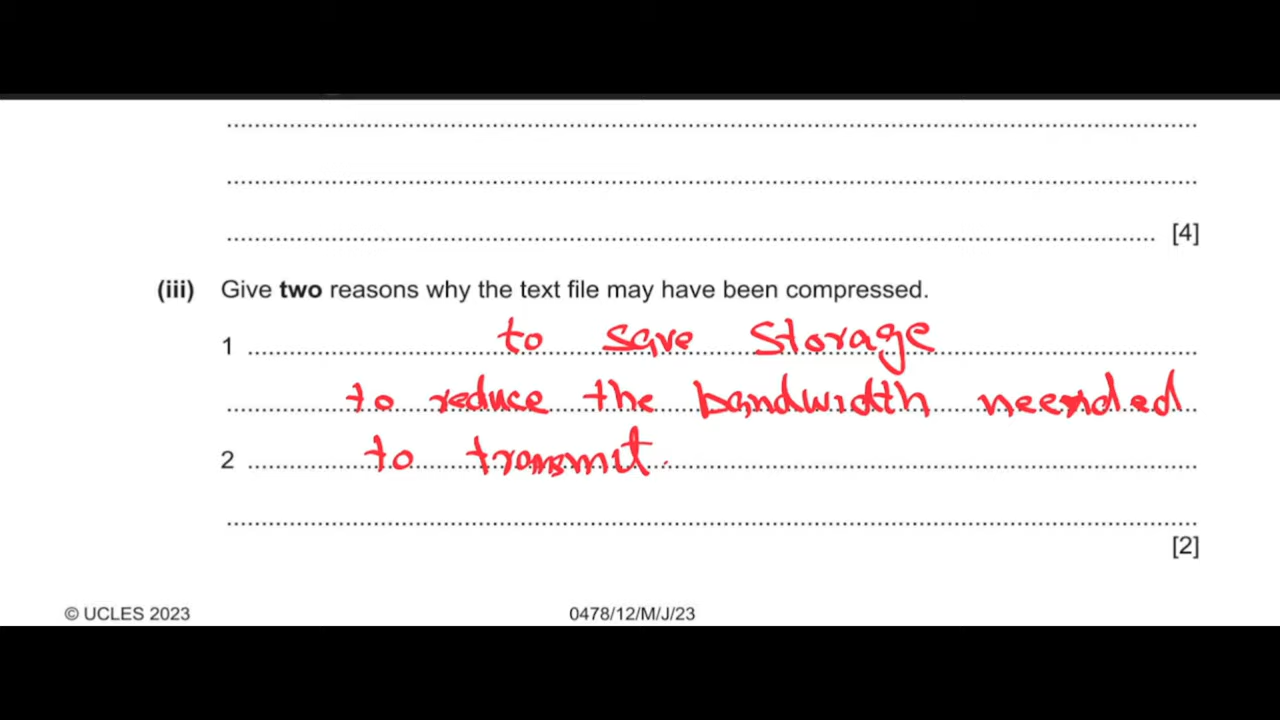 [4]
(iii) Give two reasons why the text file may have been compressed.
1 to save storage
to reduce the bandwidth neended
2 to transmit.
[2]
© UCLES 2023 0478/12/M/J/23